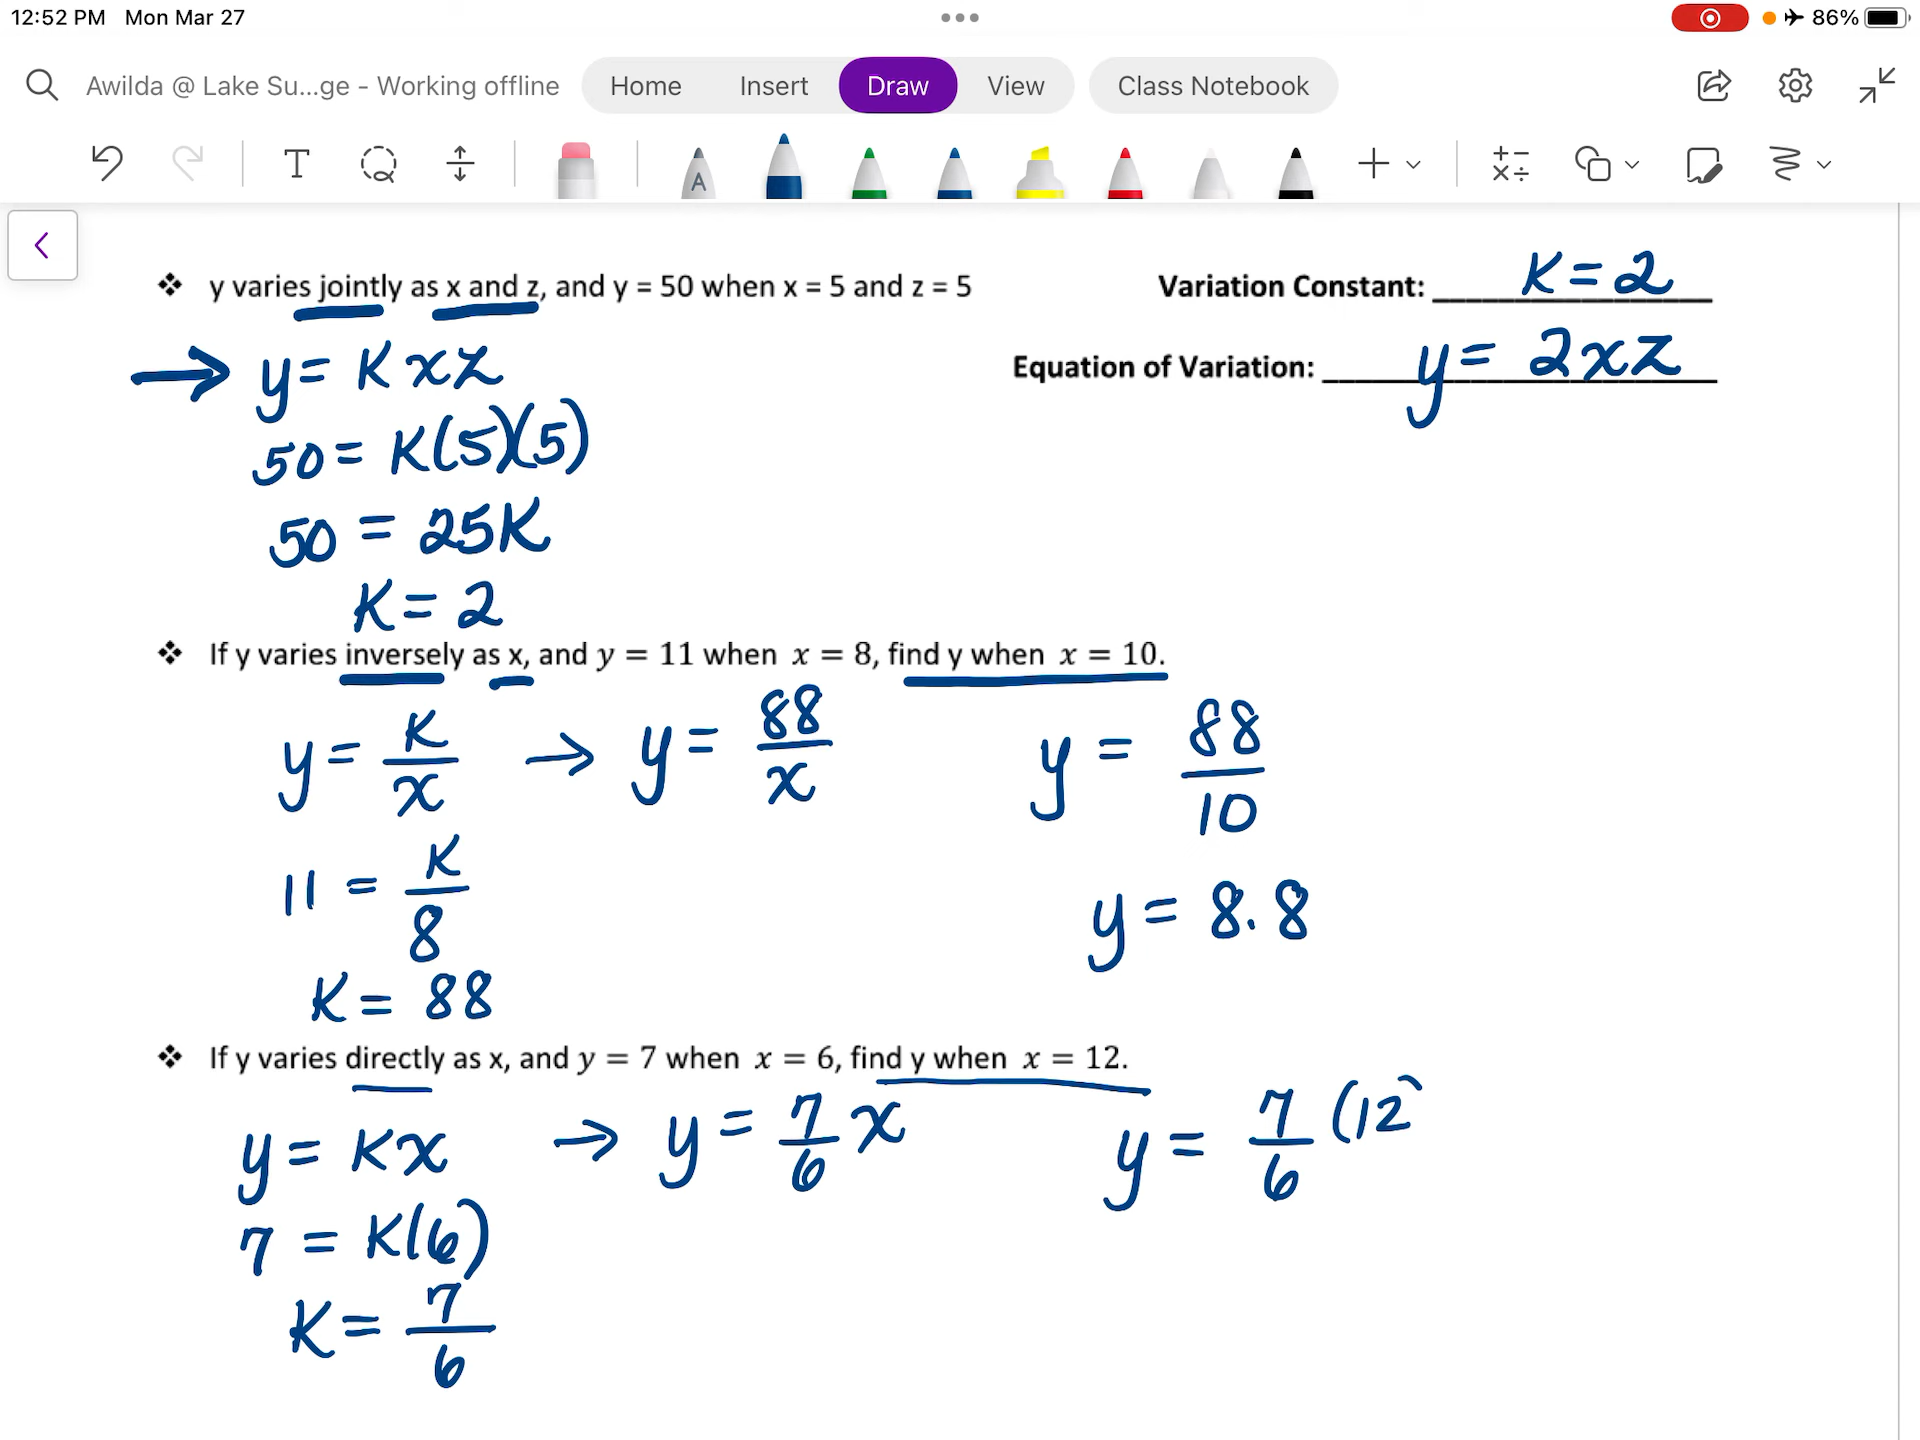 12:52 PM Mon Mar 27 86%
Awilda @ Lake Su...ge - Working offline Home Insert Draw View Class Notebook
T A
❖ y varies jointly as x and z, and y = 50 when x = 5 and z = 5 Variation Constant: K = 2
→ y = K x z Equation of Variation: y = 2xz
50 = K(5)(5)
50 = 25K
K = 2
❖ If y varies inversely as x, and y = 11 when x = 8, find y when x = 10.
y = K/x → y = 88/x y = 88/10
11 = K/8 y = 8.8
K = 88
❖ If y varies directly as x, and y = 7 when x = 6, find y when x = 12.
y = Kx → y = 7/6 x y = 7/6 (12)
7 = K(6)
K = 7/6